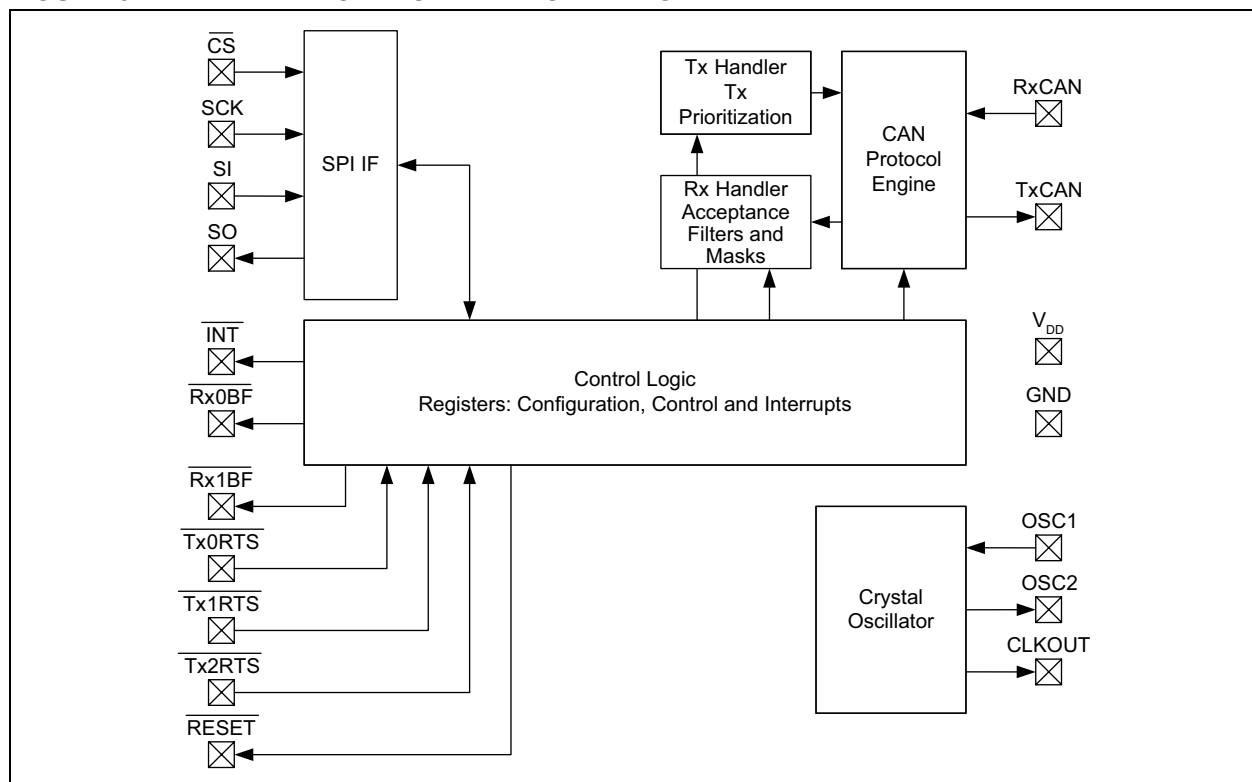 CS
SCK
SI
SO
SPI IF
Tx Handler
Tx
Prioritization
Rx Handler
Acceptance
Filters and
Masks
CAN
Protocol
Engine
RxCAN
TxCAN
INT
Rx0BF
Rx1BF
Tx0RTS
Tx1RTS
Tx2RTS
RESET
Control Logic
Registers: Configuration, Control and Interrupts
VDD
GND
Crystal
Oscillator
OSC1
OSC2
CLKOUT